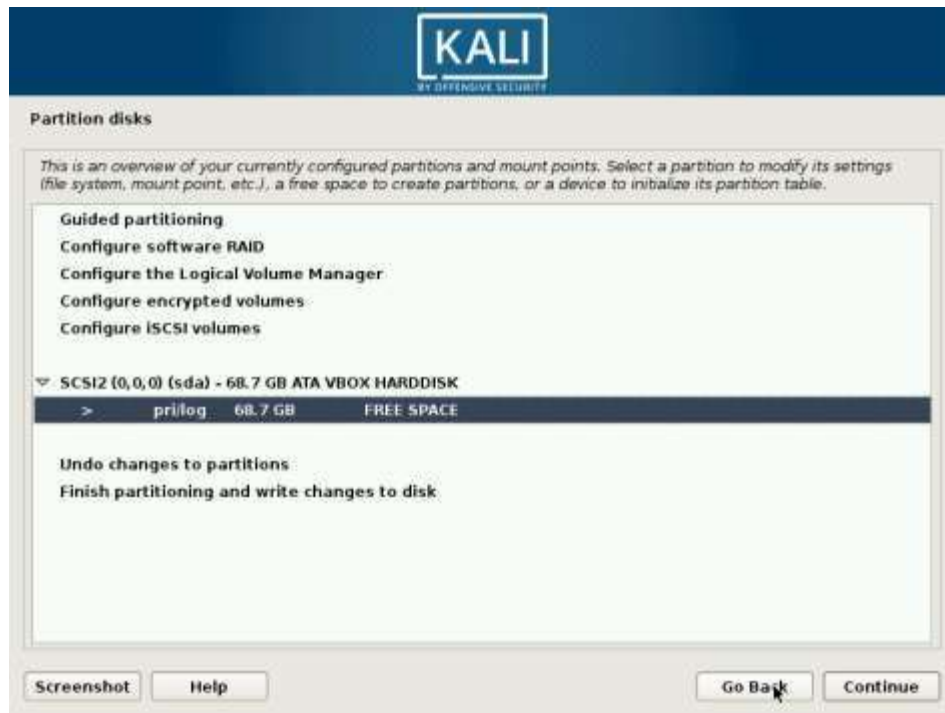 KALI
BY OFFENSIVE SECURITY
Partition disks
This is an overview of your currently configured partitions and mount points. Select a partition to modify its settings
(file system, mount point, etc.), a free space to create partitions, or a device to initialize its partition table.
Guided partitioning
Configure software RAID
Configure the Logical Volume Manager
Configure encrypted volumes
Configure iSCSI volumes
SCSI2 (0,0,0) (sda) - 68.7 GB ATA VBOX HARDDISK
> pri/log 68.7 GB FREE SPACE
Undo changes to partitions
Finish partitioning and write changes to disk
Screenshot Help Go Back Continue